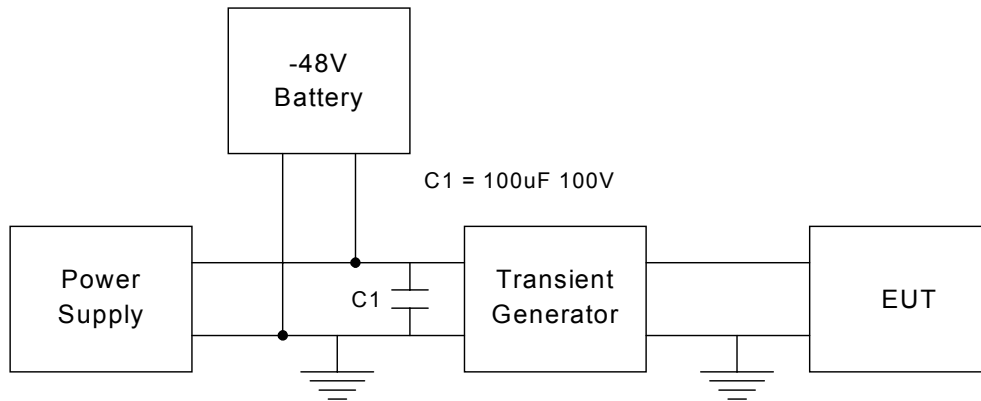 -48V
Battery
C1 = 100uF 100V
Power
Supply
C1
Transient
Generator
EUT